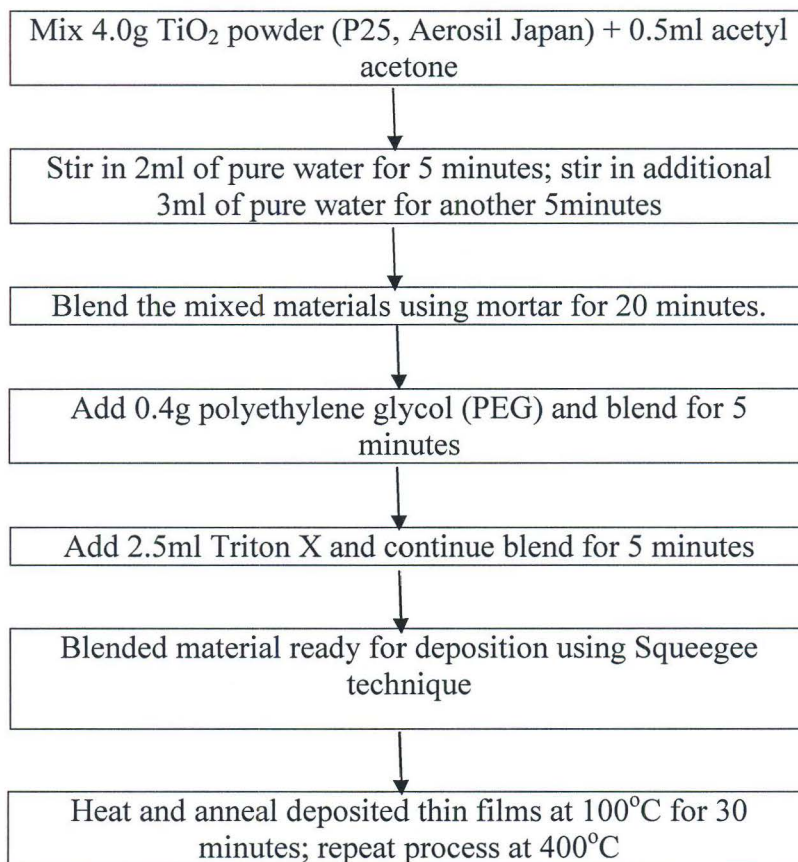 Mix 4.0g TiO₂ powder (P25, Aerosil Japan) + 0.5ml acetyl
acetone
Stir in 2ml of pure water for 5 minutes; stir in additional
3ml of pure water for another 5minutes
Blend the mixed materials using mortar for 20 minutes.
Add 0.4g polyethylene glycol (PEG) and blend for 5
minutes
Add 2.5ml Triton X and continue blend for 5 minutes
Blended material ready for deposition using Squeegee
technique
Heat and anneal deposited thin films at 100°C for 30
minutes; repeat process at 400°C